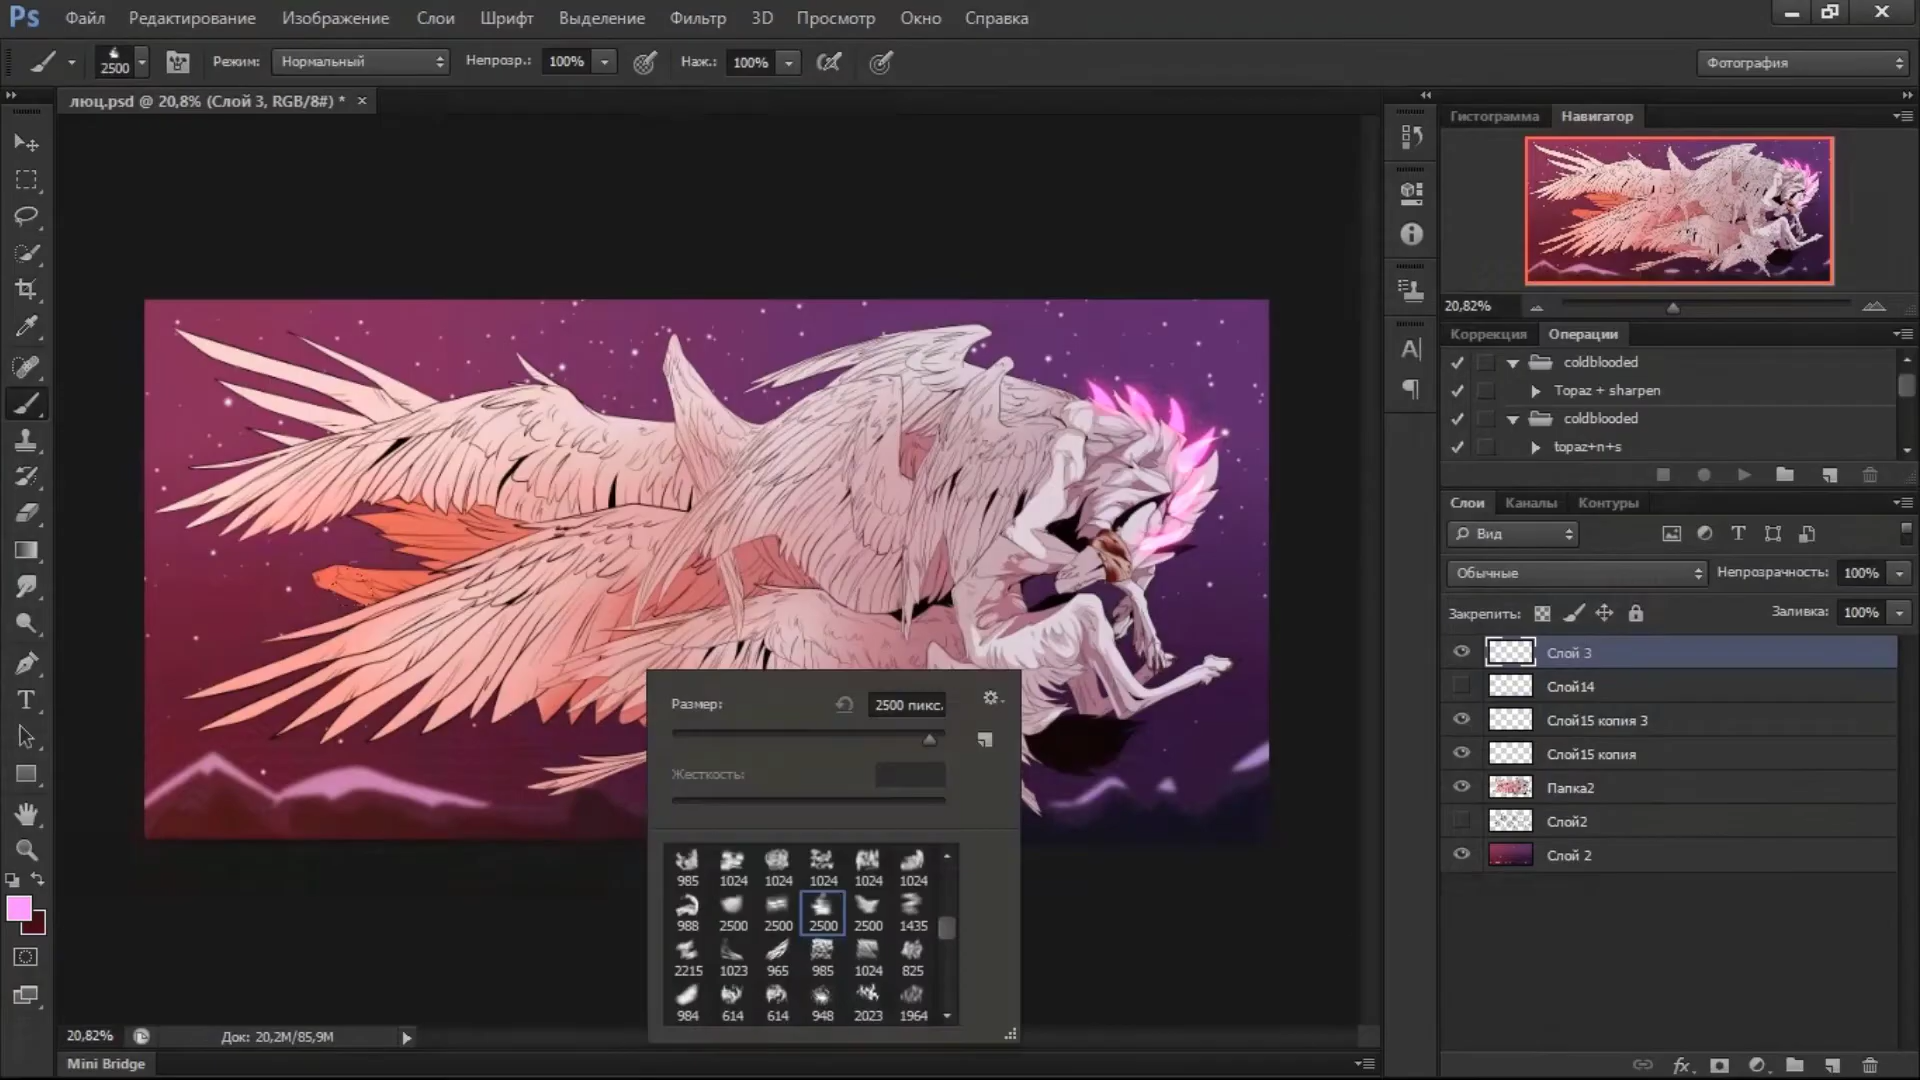 Ps Файл Редактирование Изображение Слои Шрифт Выделение Фильтр 3D Просмотр Окно Справка
2500 Режим: Нормальный Непрозр.: 100% Наж.: 100% Фотография
люц.psd @ 20,8% (Слой 3, RGB/8#) * ×
Гистограмма Навигатор
20,82%
Коррекция Операции
coldblooded
Topaz + sharpen
coldblooded
topaz+n+s
Слои Каналы Контуры
Вид
Обычные Непрозрачность: 100%
Закрепить: Заливка: 100%
Слой 3
Слой14
Слой15 копия 3
Слой15 копия
Папка2
Слой2
Слой 2
Размер: 2500 пикс.
Жесткость:
985 1024 1024 1024 1024 1024
988 2500 2500 2500 2500 1435
2215 1023 965 985 1024 825
984 614 614 948 2023 1964
20,82% Док: 20,2M/85,9M
Mini Bridge
fx